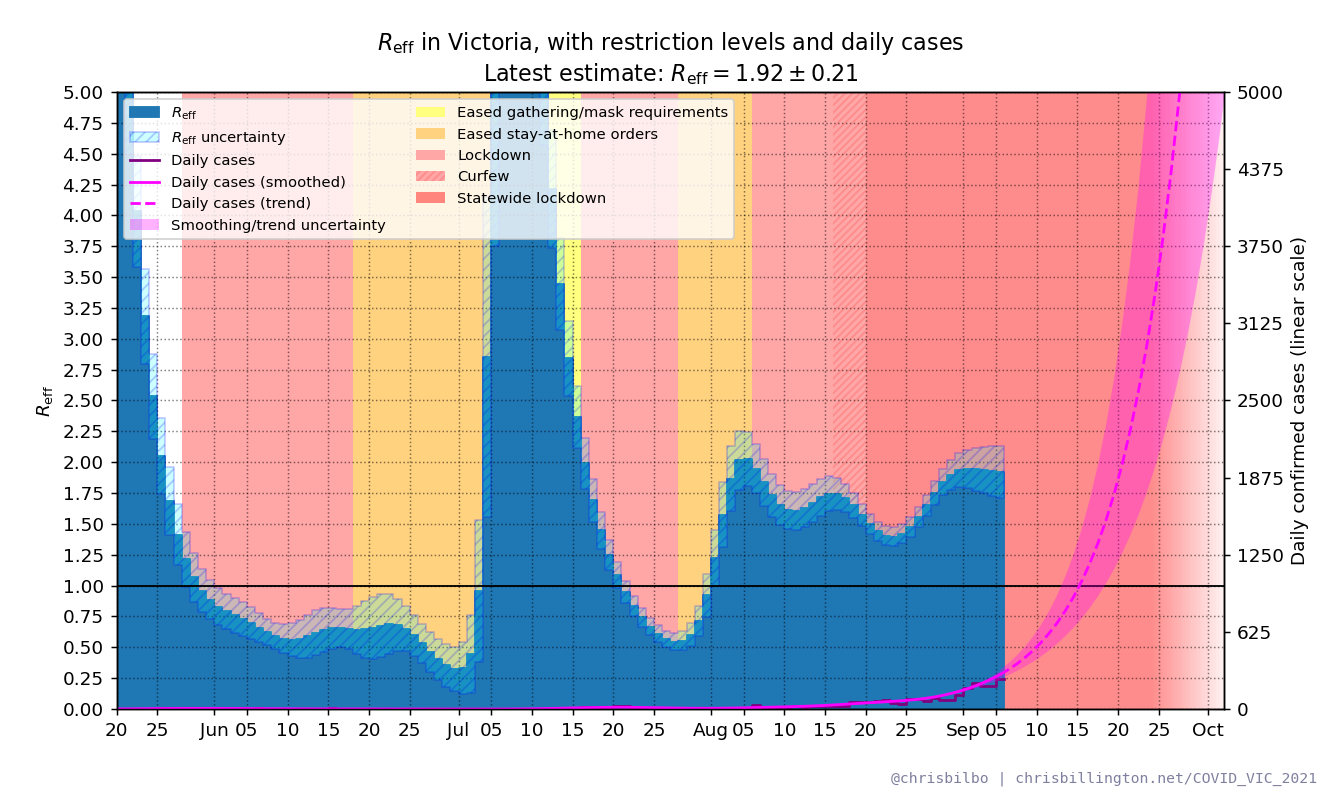 R_eff in Victoria, with restriction levels and daily cases
Latest estimate: R_eff = 1.92 ± 0.21
R_eff
R_eff uncertainty
Daily cases
Daily cases (smoothed)
Daily cases (trend)
Smoothing/trend uncertainty
Eased gathering/mask requirements
Eased stay-at-home orders
Lockdown
Curfew
Statewide lockdown
5.00
4.75
4.50
4.25
4.00
3.75
3.50
3.25
3.00
2.75
2.50
2.25
2.00
1.75
1.50
1.25
1.00
0.75
0.50
0.25
0.00
R_eff
5000
4375
3750
3125
2500
1875
1250
625
0
Daily confirmed cases (linear scale)
20 25 Jun 05 10 15 20 25 Jul 05 10 15 20 25 Aug 05 10 15 20 25 Sep 05 10 15 20 25 Oct
@chrisbilbo | chrisbillington.net/COVID_VIC_2021